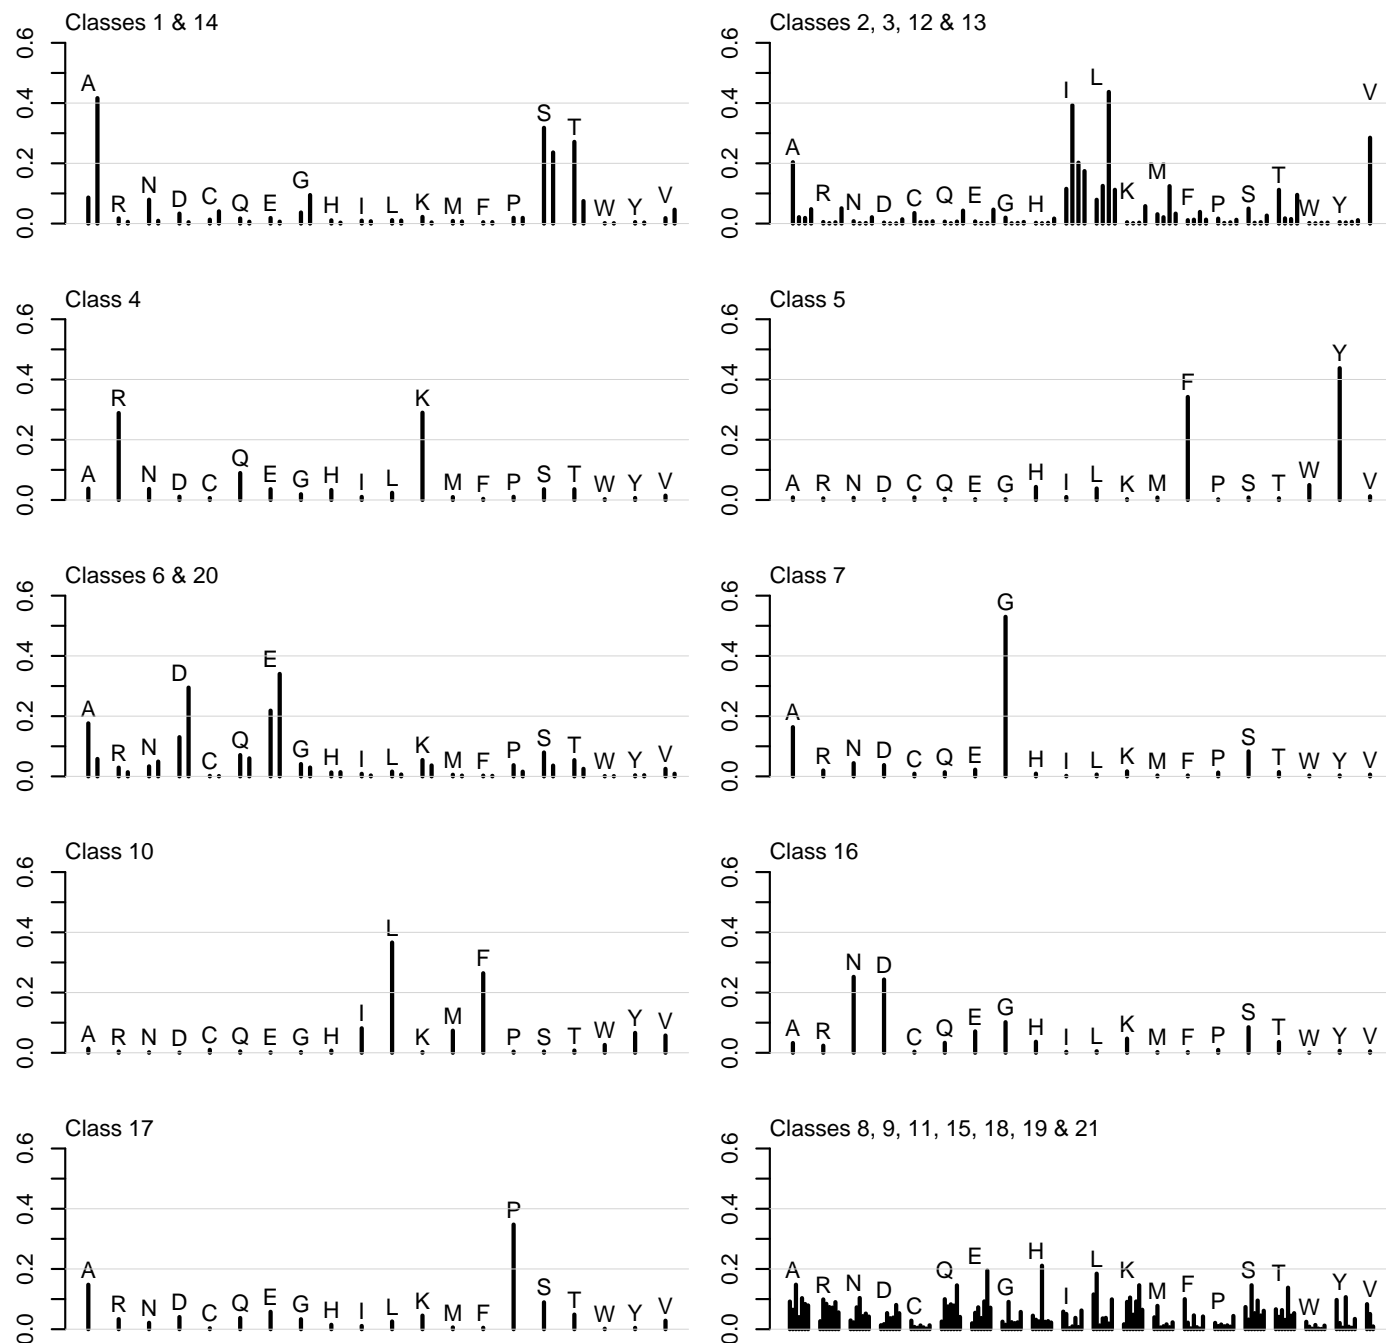 Classes 1 & 14
0.0 0.2 0.4 0.6
A R N D C Q E G H I L K M F P S T W Y V
Classes 2, 3, 12 & 13
0.0 0.2 0.4 0.6
A R N D C Q E G H I L K M F P S T W Y V
Class 4
0.0 0.2 0.4 0.6
A R N D C Q E G H I L K M F P S T W Y V
Class 5
0.0 0.2 0.4 0.6
A R N D C Q E G H I L K M F P S T W Y V
Classes 6 & 20
0.0 0.2 0.4 0.6
A R N D C Q E G H I L K M F P S T W Y V
Class 7
0.0 0.2 0.4 0.6
A R N D C Q E G H I L K M F P S T W Y V
Class 10
0.0 0.2 0.4 0.6
A R N D C Q E G H I L K M F P S T W Y V
Class 16
0.0 0.2 0.4 0.6
A R N D C Q E G H I L K M F P S T W Y V
Class 17
0.0 0.2 0.4 0.6
A R N D C Q E G H I L K M F P S T W Y V
Classes 8, 9, 11, 15, 18, 19 & 21
0.0 0.2 0.4 0.6
A R N D C Q E G H I L K M F P S T W Y V